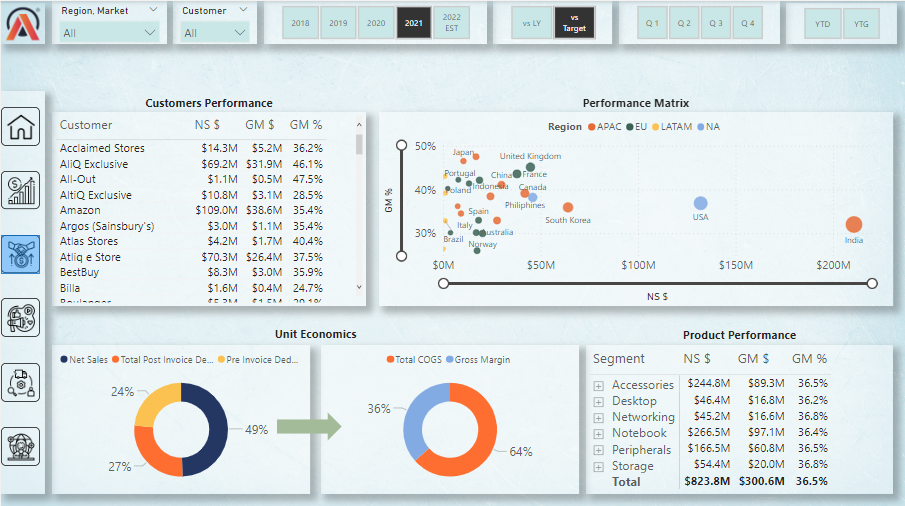 Region, Market
Customer
All
All
2018
2019
2020
2021
2022
EST
vs LY
vs
Target
Q 1
Q 2
Q 3
Q 4
YTD
YTG
Customers Performance
Customer NS $ GM $ GM %
Acclaimed Stores $14.3M $5.2M 36.2%
AliQ Exclusive $69.2M $31.9M 46.1%
All-Out $1.1M $0.5M 47.5%
AltiQ Exclusive $10.8M $3.1M 28.5%
Amazon $109.0M $38.6M 35.4%
Argos (Sainsbury's) $3.0M $1.1M 35.4%
Atlas Stores $4.2M $1.7M 40.4%
Atliq e Store $70.3M $26.4M 37.5%
BestBuy $8.3M $3.0M 35.9%
Billa $1.6M $0.4M 24.7%
Performance Matrix
Region APAC EU LATAM NA
GM %
50%
40%
30%
Japan
United Kingdom
Portugal
China
France
Poland
Indonesia
Canada
Philiphines
Spain
South Korea
USA
Italy
Brazil
Norway
India
$0M
$50M
$100M
$150M
$200M
NS $
Unit Economics
Net Sales Total Post Invoice De... Pre Invoice Ded...
24%
49%
27%
Total COGS Gross Margin
36%
64%
Product Performance
Segment NS $ GM $ GM %
Accessories $244.8M $89.3M 36.5%
Desktop $46.4M $16.8M 36.2%
Networking $45.2M $16.6M 36.8%
Notebook $266.5M $97.1M 36.4%
Peripherals $166.5M $60.8M 36.5%
Storage $54.4M $20.0M 36.8%
Total $823.8M $300.6M 36.5%